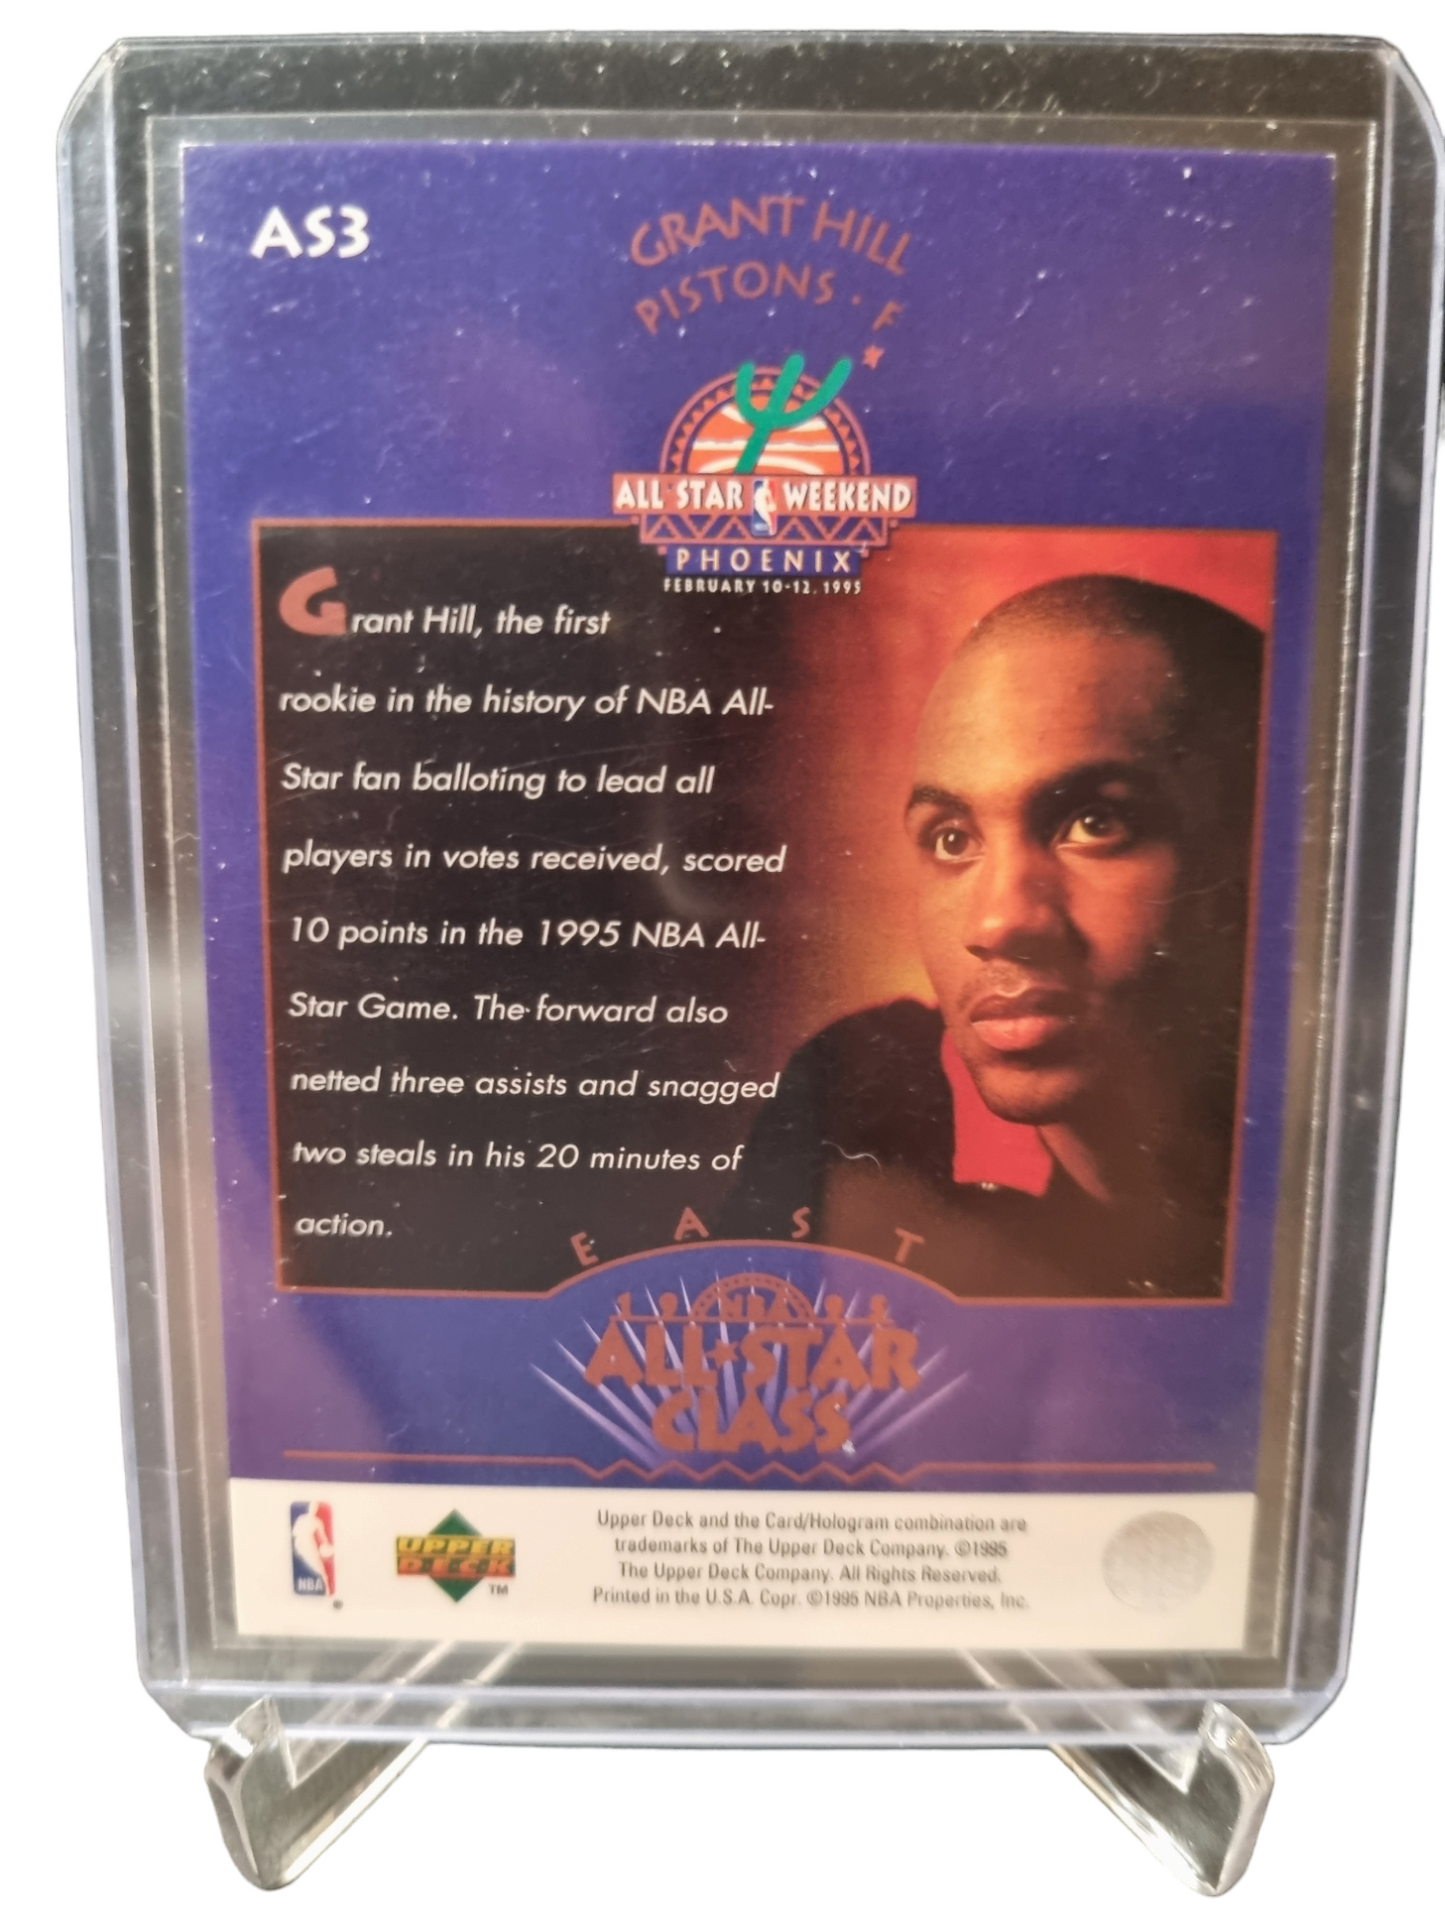 AS3
GRANT HILL
PISTONS · F
ALL★STAR WEEKEND
PHOENIX
FEBRUARY 10-12, 1995
Grant Hill, the first
rookie in the history of NBA All-
Star fan balloting to lead all
players in votes received, scored
10 points in the 1995 NBA All-
Star Game. The forward also
netted three assists and snagged
two steals in his 20 minutes of
action.
EAST
19 NBA 95
ALL★STAR
CLASS
NBA
®
UPPER
DECK
TM
Upper Deck and the Card/Hologram combination are
trademarks of The Upper Deck Company. ©1995
The Upper Deck Company. All Rights Reserved.
Printed in the U.S.A. Copr. ©1995 NBA Properties, Inc.